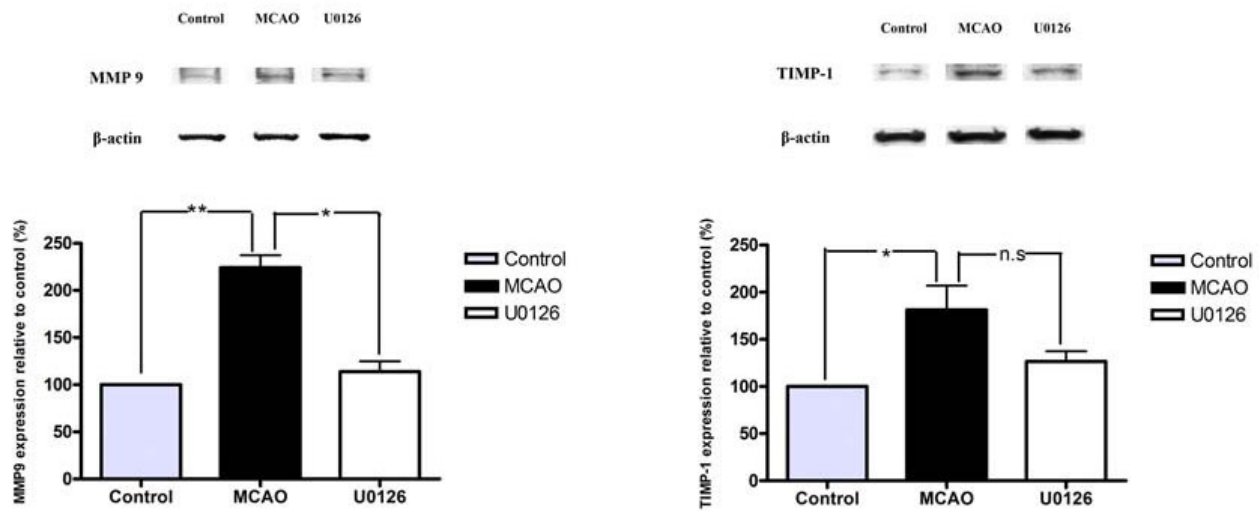 Control MCAO U0126
MMP 9
β-actin
** *
MMP9 expression relative to control (%)
250
200
150
100
50
0
Control MCAO U0126
Control
MCAO
U0126
Control MCAO U0126
TIMP-1
β-actin
* n.s
TIMP-1 expression relative to control (%)
250
200
150
100
50
0
Control MCAO U0126
Control
MCAO
U0126